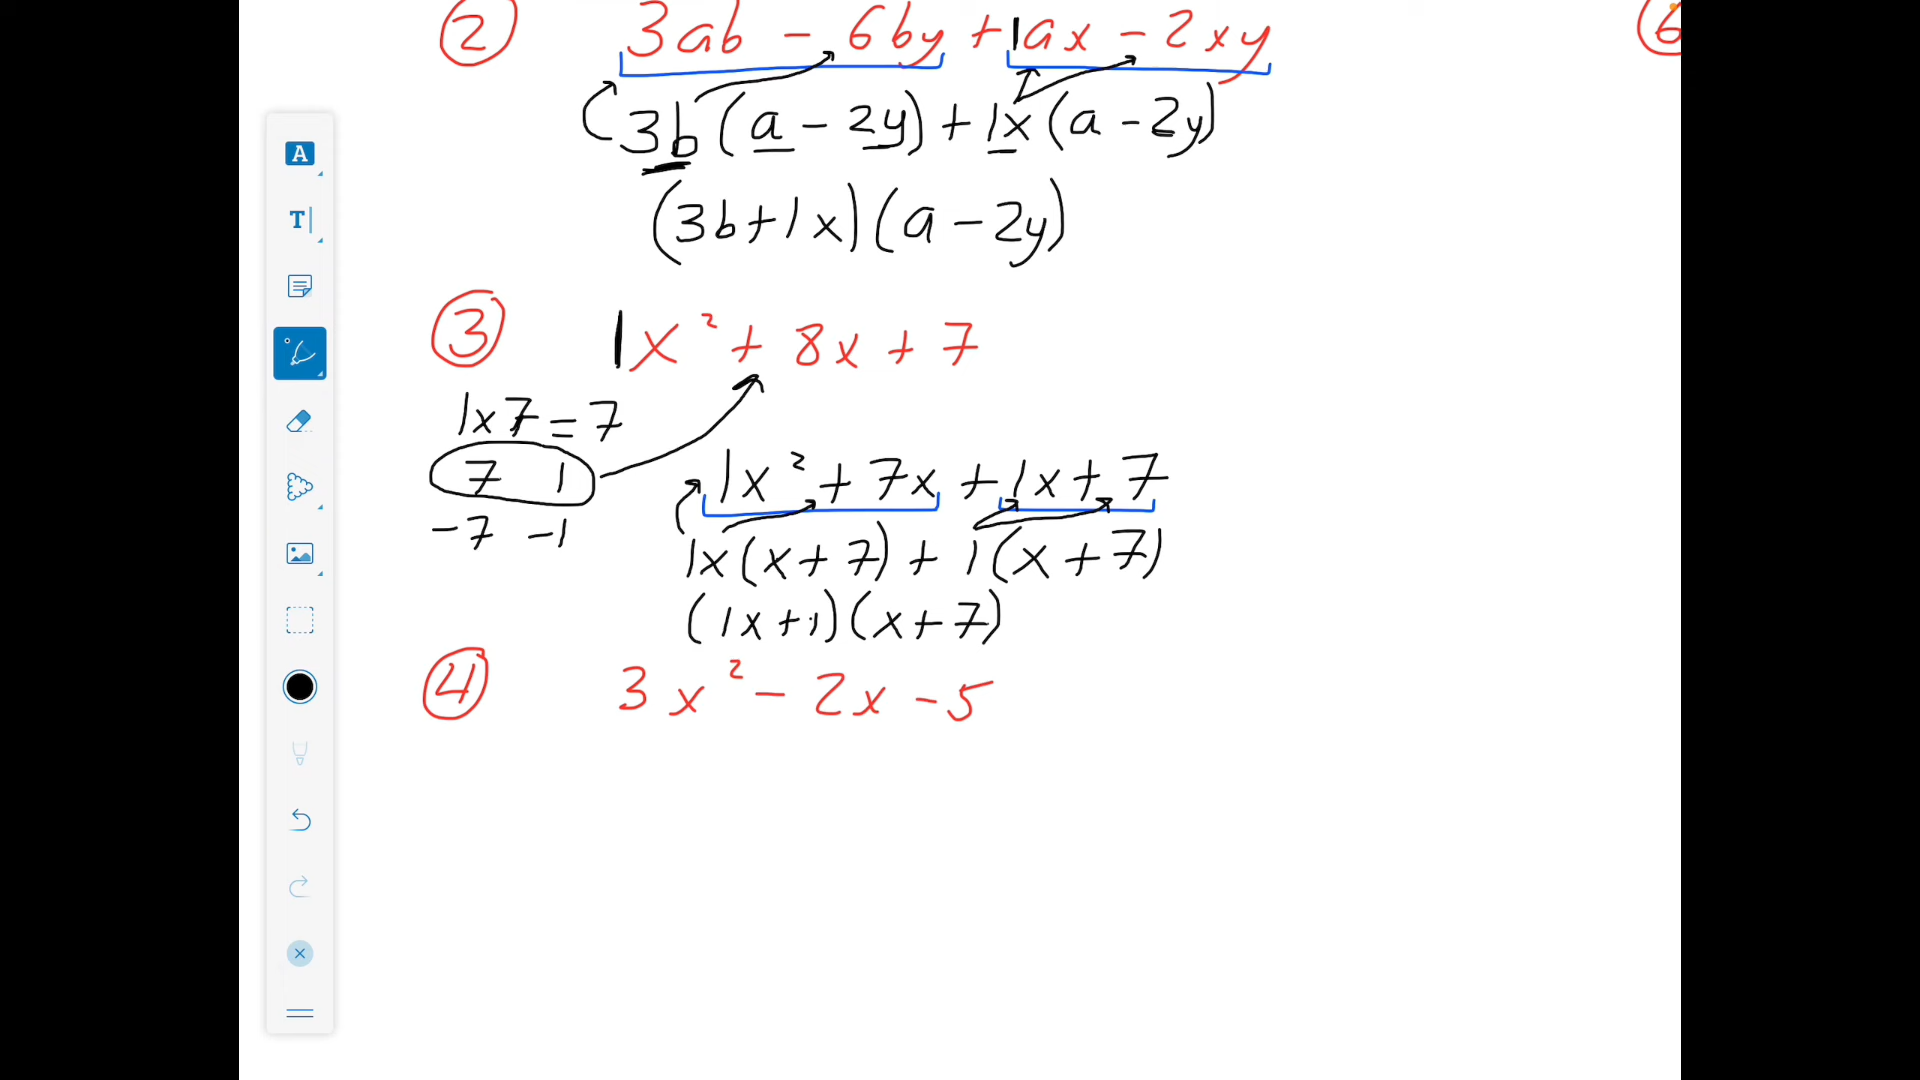 ② 3ab - 6by + 1ax - 2xy
3b(a - 2y) + 1x(a - 2y)
(3b + 1x)(a - 2y)
③ 1x² + 8x + 7
1x7 = 7
7 1
-7 -1
1x² + 7x + 1x + 7
1x(x + 7) + 1(x + 7)
(1x + 1)(x + 7)
④ 3x² - 2x - 5
⑥
A
T